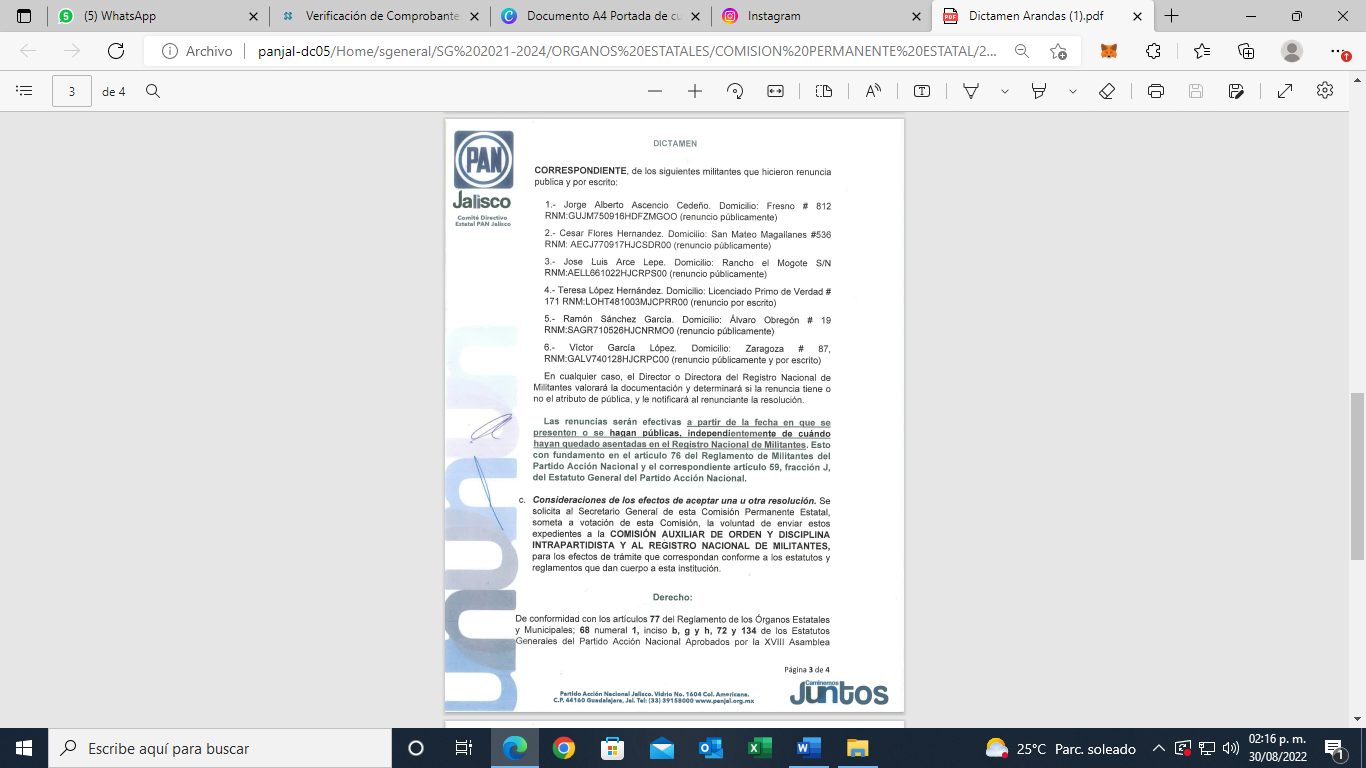 (5) WhatsApp
Verificación de Comprobante
Documento A4 Portada de cu
Instagram
Dictamen Arandas (1).pdf
Archivo
panjal-dc05/Home/sgeneral/SG%202021-2024/ORGANOS%20ESTATALES/COMISION%20PERMANENTE%20ESTATAL/2...
3
de 4
PAN
Jalisco
Comité Directivo
Estatal PAN Jalisco
DICTAMEN
CORRESPONDIENTE, de los siguientes militantes que hicieron renuncia
publica y por escrito:
1.- Jorge Alberto Ascencio Cedeño. Domicilio: Fresno # 812
RNM:GUJM750916HDFZMGOO (renuncio públicamente)
2.- Cesar Flores Hernandez. Domicilio: San Mateo Magallanes #536
RNM: AECJ770917HJCSDR00 (renuncio públicamente)
3.- Jose Luis Arce Lepe. Domicilio: Rancho el Mogote S/N
RNM:AELL661022HJCRPS00 (renuncio públicamente)
4.- Teresa López Hernández. Domicilio: Licenciado Primo de Verdad #
171 RNM:LOHT481003MJCPRR00 (renuncio por escrito)
5.- Ramón Sánchez García. Domicilio: Álvaro Obregón # 19
RNM:SAGR710526HJCNRMO0 (renuncio públicamente)
6.- Víctor García López. Domicilio: Zaragoza # 87,
RNM:GALV740128HJCRPC00 (renuncio públicamente y por escrito)
En cualquier caso, el Director o Directora del Registro Nacional de
Militantes valorará la documentación y determinará si la renuncia tiene o
no el atributo de pública, y le notificará al renunciante la resolución.
Las renuncias serán efectivas a partir de la fecha en que se
presenten o se hagan públicas, independientemente de cuándo
hayan quedado asentadas en el Registro Nacional de Militantes. Esto
con fundamento en el artículo 76 del Reglamento de Militantes del
Partido Acción Nacional y el correspondiente artículo 59, fracción J,
del Estatuto General del Partido Acción Nacional.
c. Consideraciones de los efectos de aceptar una u otra resolución. Se
solicita al Secretario General de esta Comisión Permanente Estatal,
someta a votación de esta Comisión, la voluntad de enviar estos
expedientes a la COMISIÓN AUXILIAR DE ORDEN Y DISCIPLINA
INTRAPARTIDISTA Y AL REGISTRO NACIONAL DE MILITANTES,
para los efectos de trámite que correspondan conforme a los estatutos y
reglamentos que dan cuerpo a esta institución.
Derecho:
De conformidad con los artículos 77 del Reglamento de los Órganos Estatales
y Municipales; 68 numeral 1, inciso b, g y h, 72 y 134 de los Estatutos
Generales del Partido Acción Nacional Aprobados por la XVIII Asamblea
Página 3 de 4
Partido Acción Nacional Jalisco. Vidrio No. 1604 Col. Americana.
C.P. 44160 Guadalajara, Jal. Tel: (33) 39158000 www.panjal.org.mx
Caminemos
Juntos
Escribe aquí para buscar
25°C Parc. soleado
02:16 p. m.
30/08/2022
1